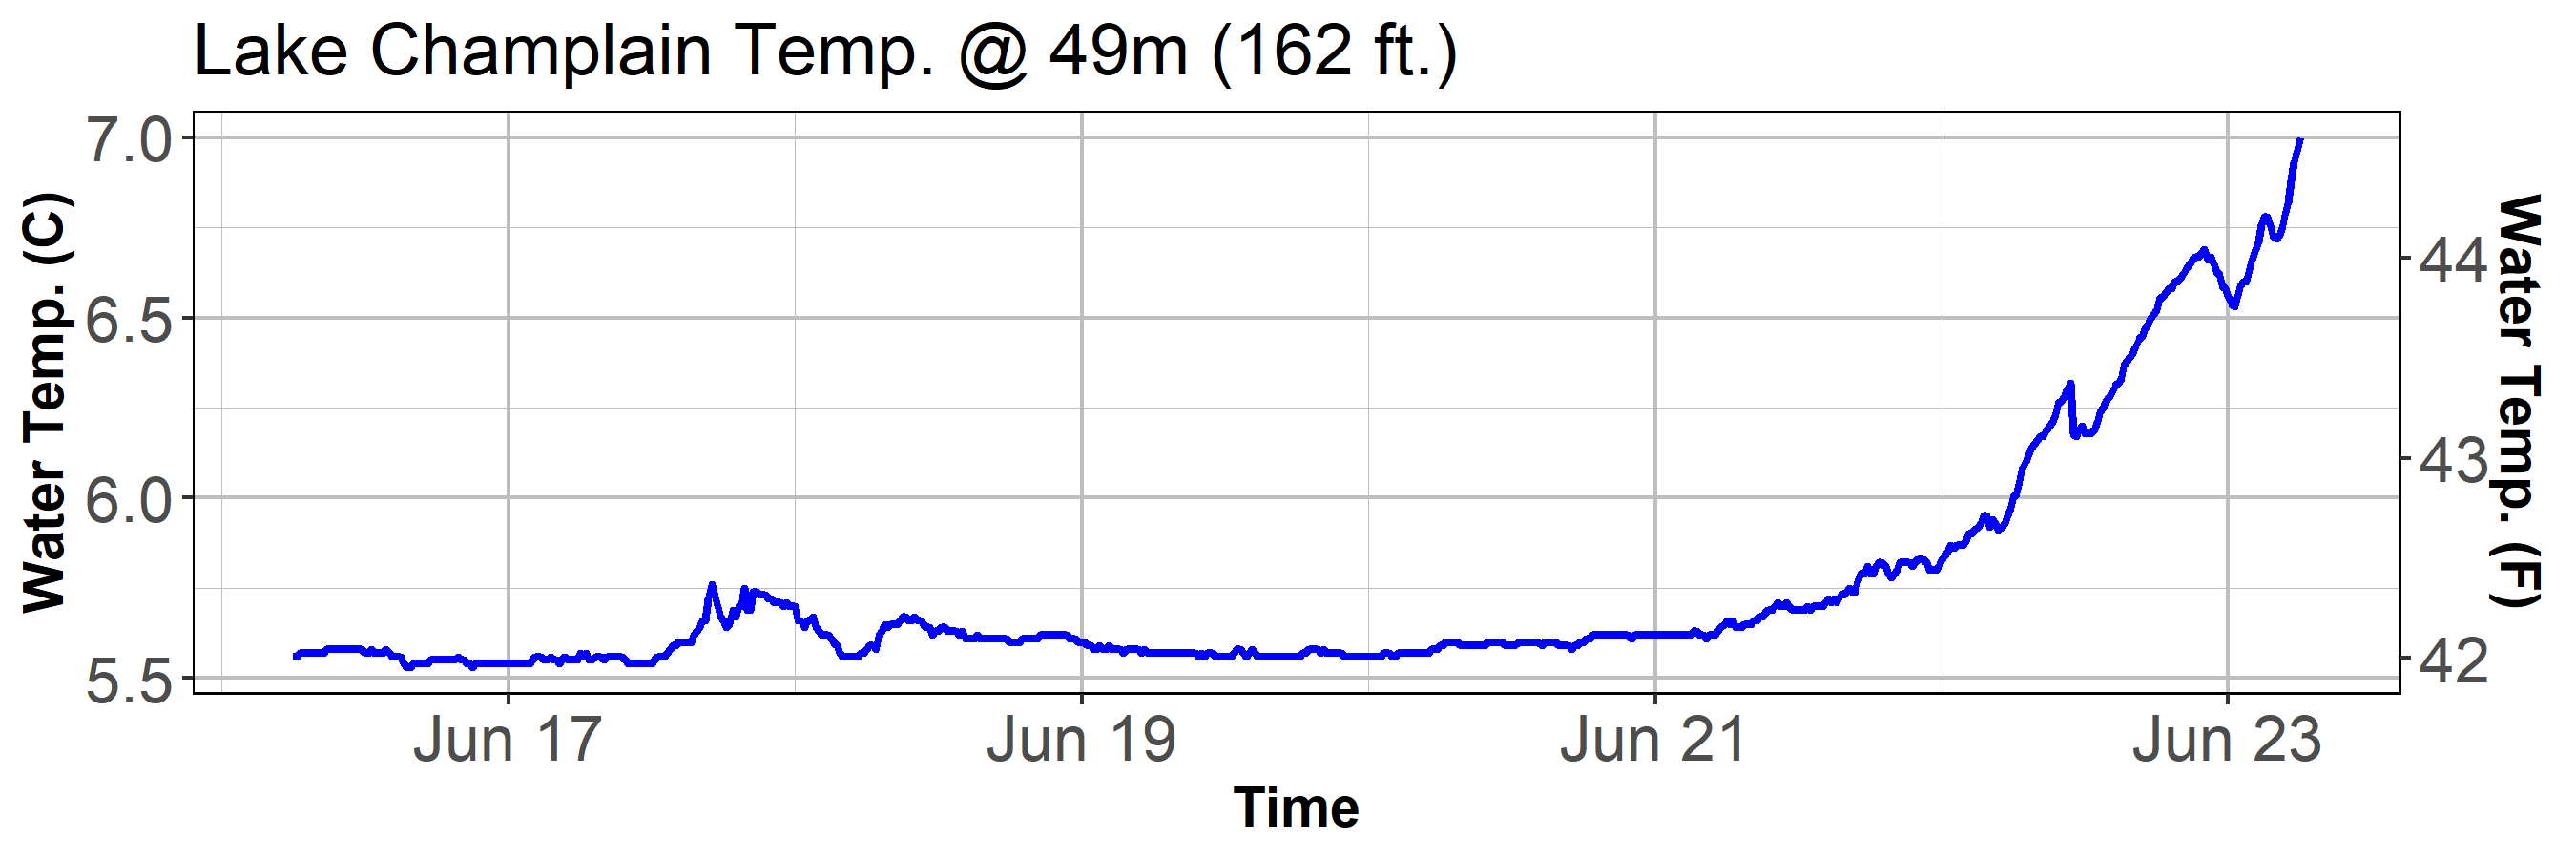 Lake Champlain Temp. @ 49m (162 ft.)
Water Temp. (C)
7.0
6.5
6.0
5.5
44
43
42
Water Temp. (F)
Jun 17 Jun 19 Jun 21 Jun 23
Time